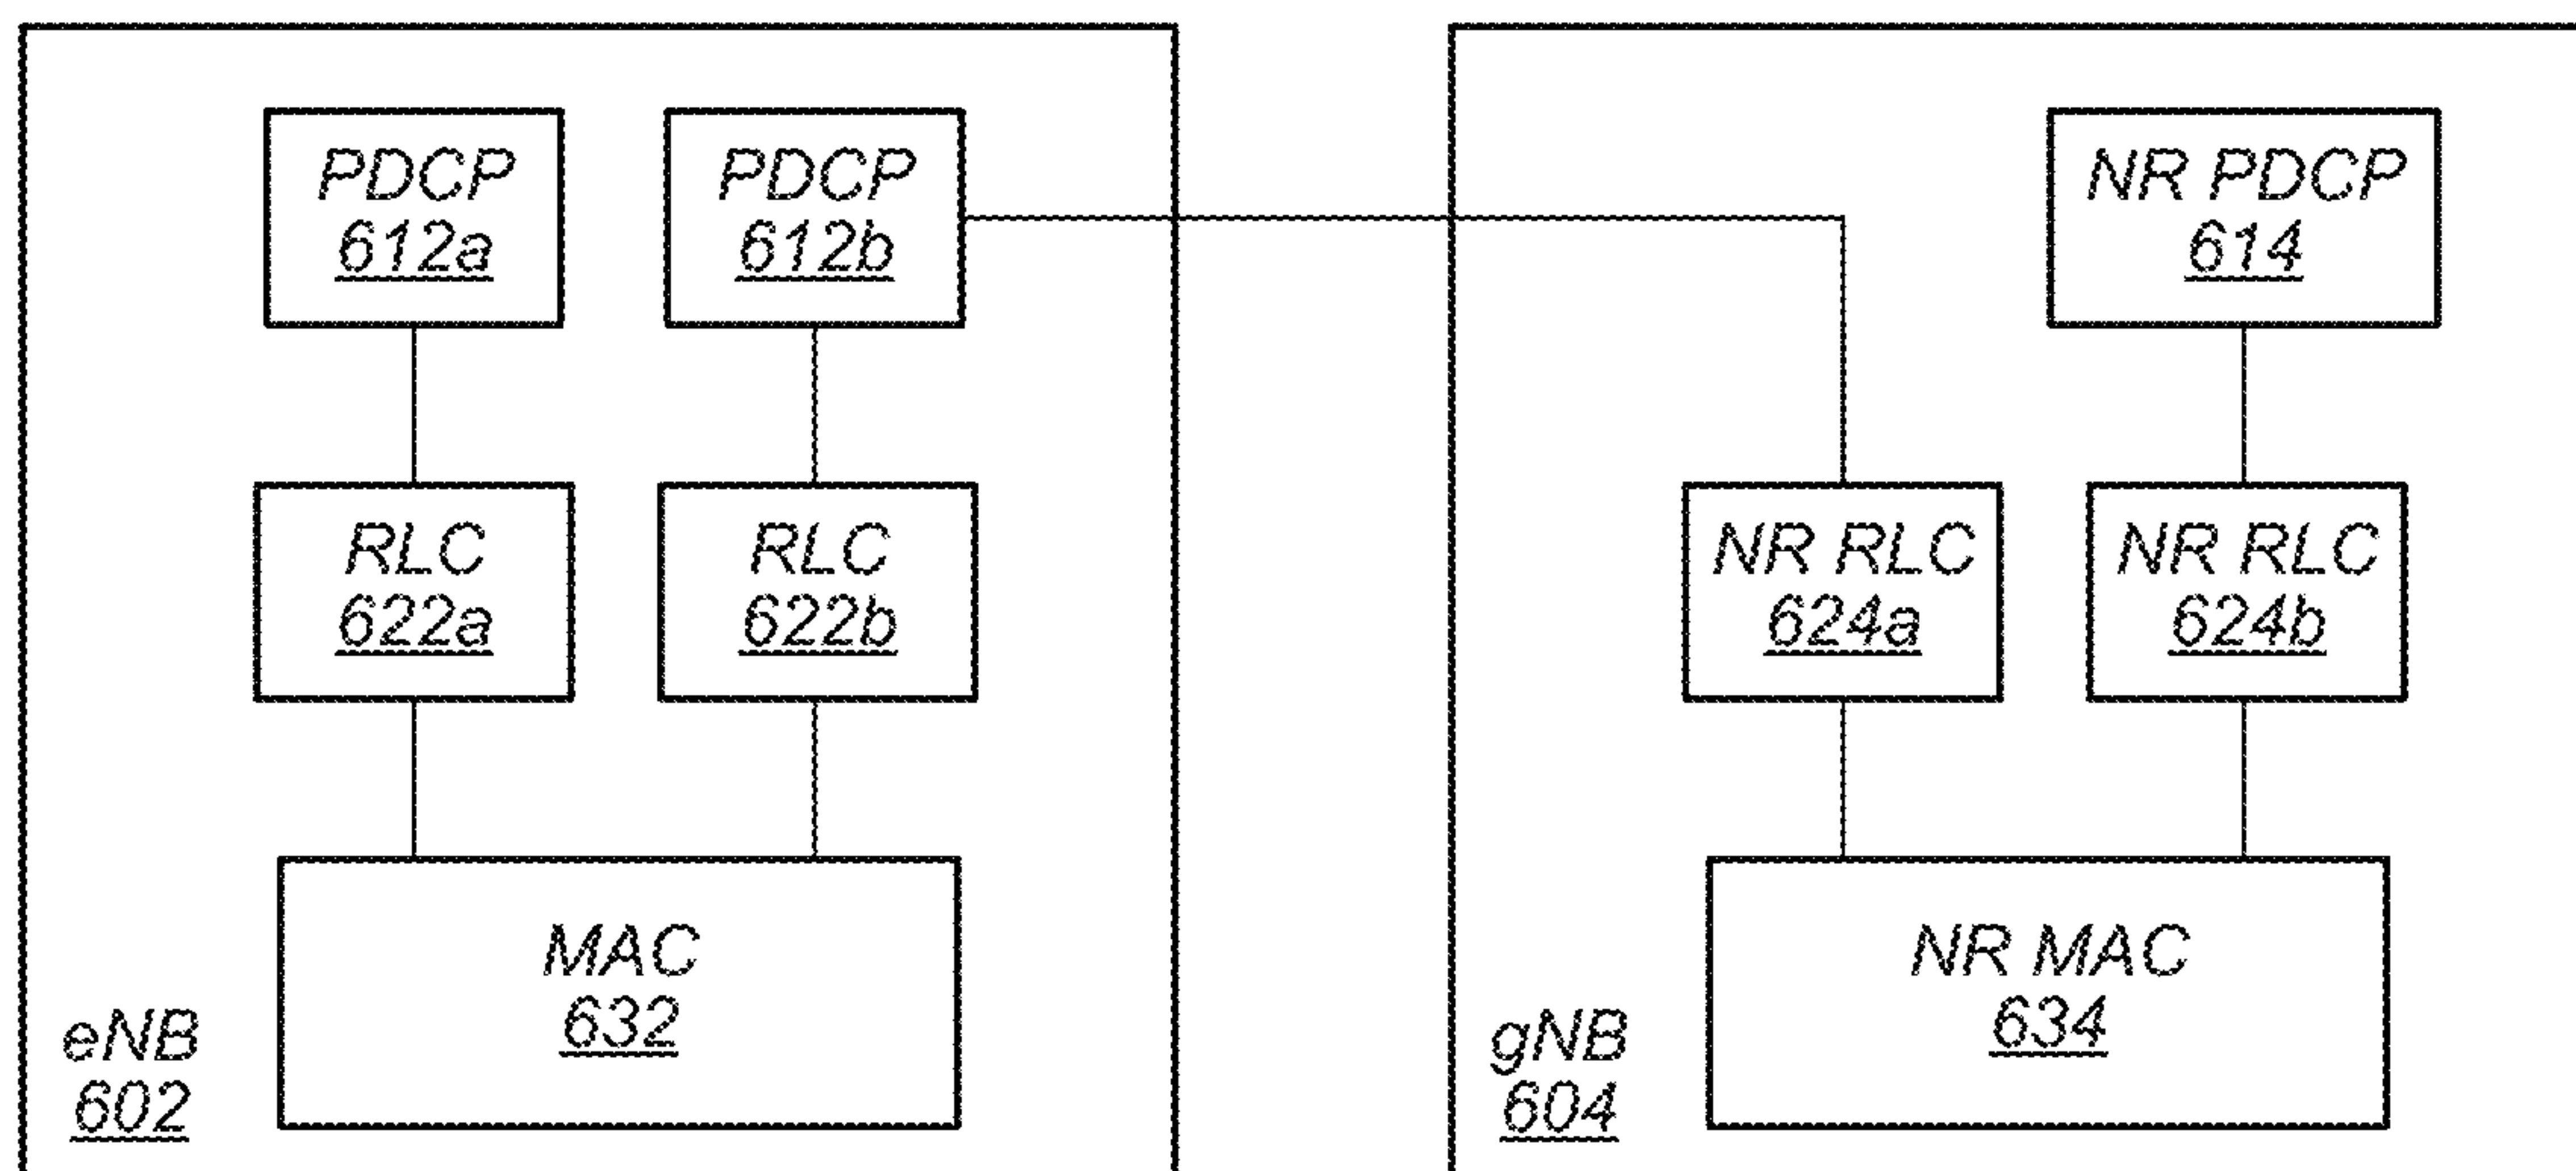 PDCP
612a
PDCP
612b
NR PDCP
614
RLC
622a
RLC
622b
NR RLC
624a
NR RLC
624b
MAC
632
eNB
602
NR MAC
634
gNB
604